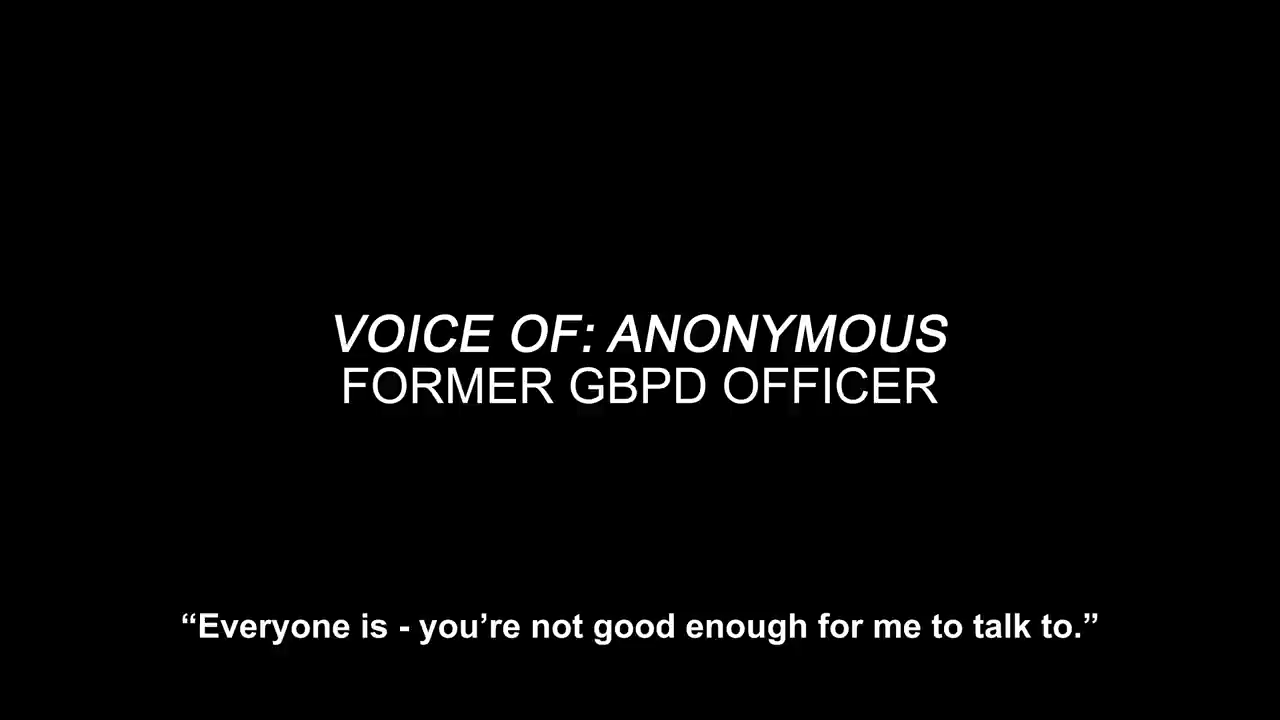 VOICE OF: ANONYMOUS
FORMER GBPD OFFICER
“Everyone is - you’re not good enough for me to talk to.”